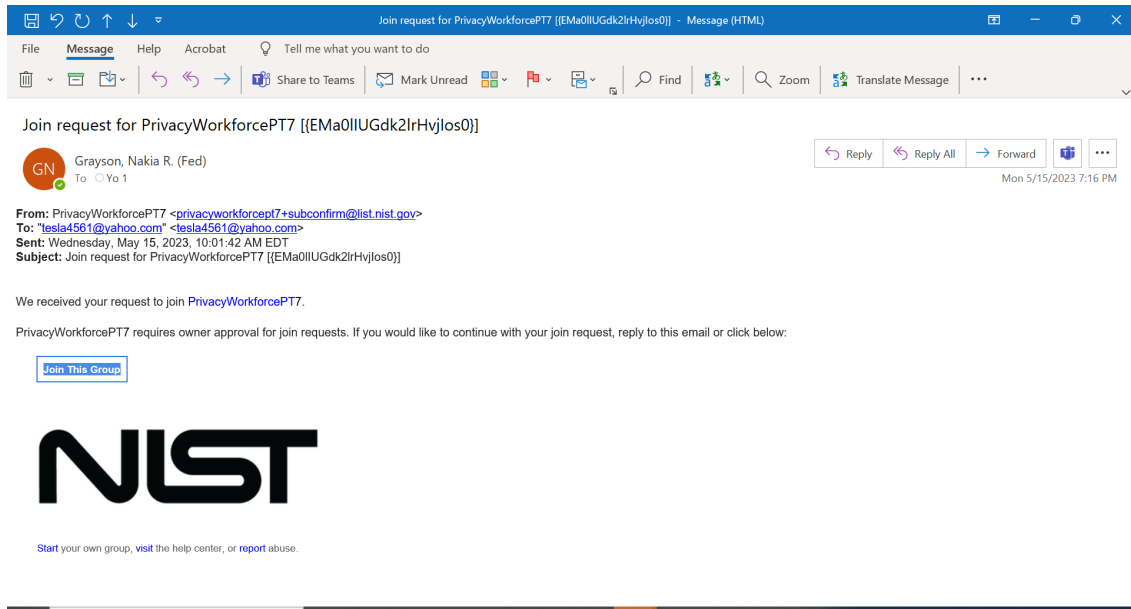 Join request for PrivacyWorkforcePT7 [{EMa0llUGdk2lrHvjlos0}] - Message (HTML)
File Message Help Acrobat Tell me what you want to do
Share to Teams Mark Unread Find Zoom Translate Message
Join request for PrivacyWorkforcePT7 [{EMa0llUGdk2lrHvjlos0}]
GN
Grayson, Nakia R. (Fed)
To Yo 1
Reply Reply All Forward
Mon 5/15/2023 7:16 PM
From: PrivacyWorkforcePT7 <privacyworkforcept7+subconfirm@list.nist.gov>
To: "tesla4561@yahoo.com" <tesla4561@yahoo.com>
Sent: Wednesday, May 15, 2023, 10:01:42 AM EDT
Subject: Join request for PrivacyWorkforcePT7 [{EMa0llUGdk2lrHvjlos0}]
We received your request to join PrivacyWorkforcePT7.
PrivacyWorkforcePT7 requires owner approval for join requests. If you would like to continue with your join request, reply to this email or click below:
Join This Group
NIST
Start your own group, visit the help center, or report abuse.